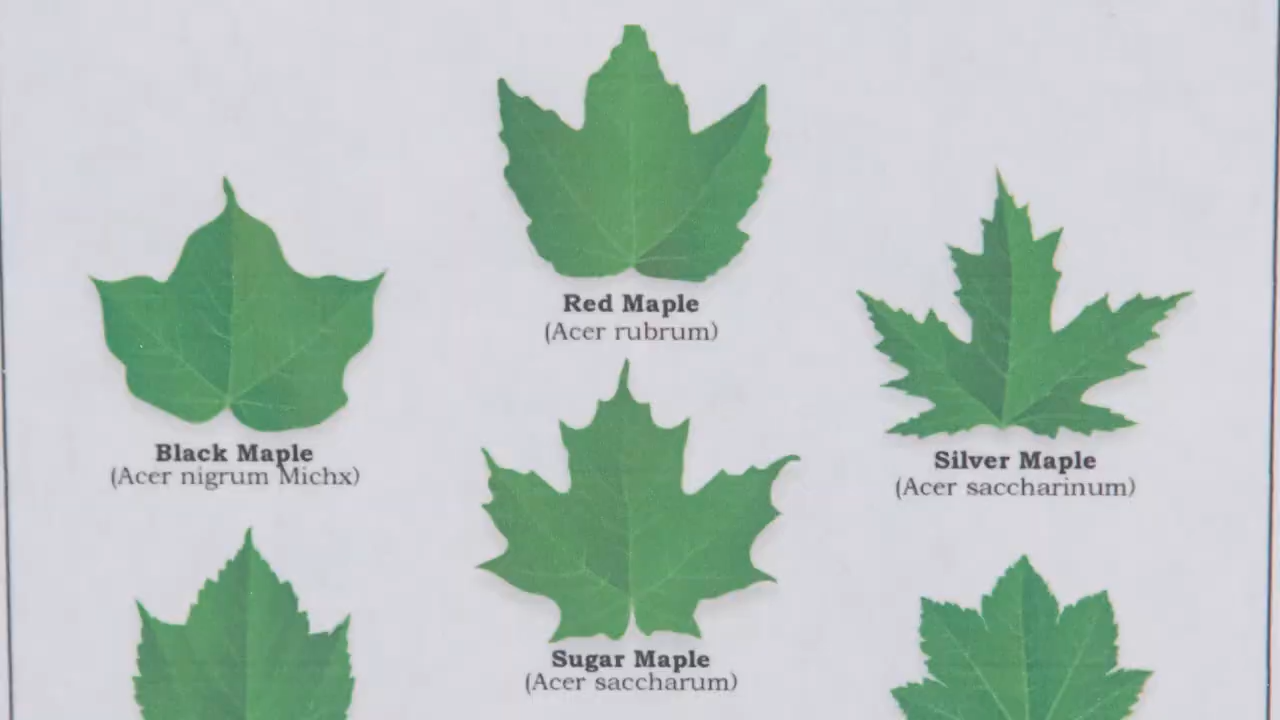 Red Maple
(Acer rubrum)
Black Maple
(Acer nigrum Michx)
Silver Maple
(Acer saccharinum)
Sugar Maple
(Acer saccharum)